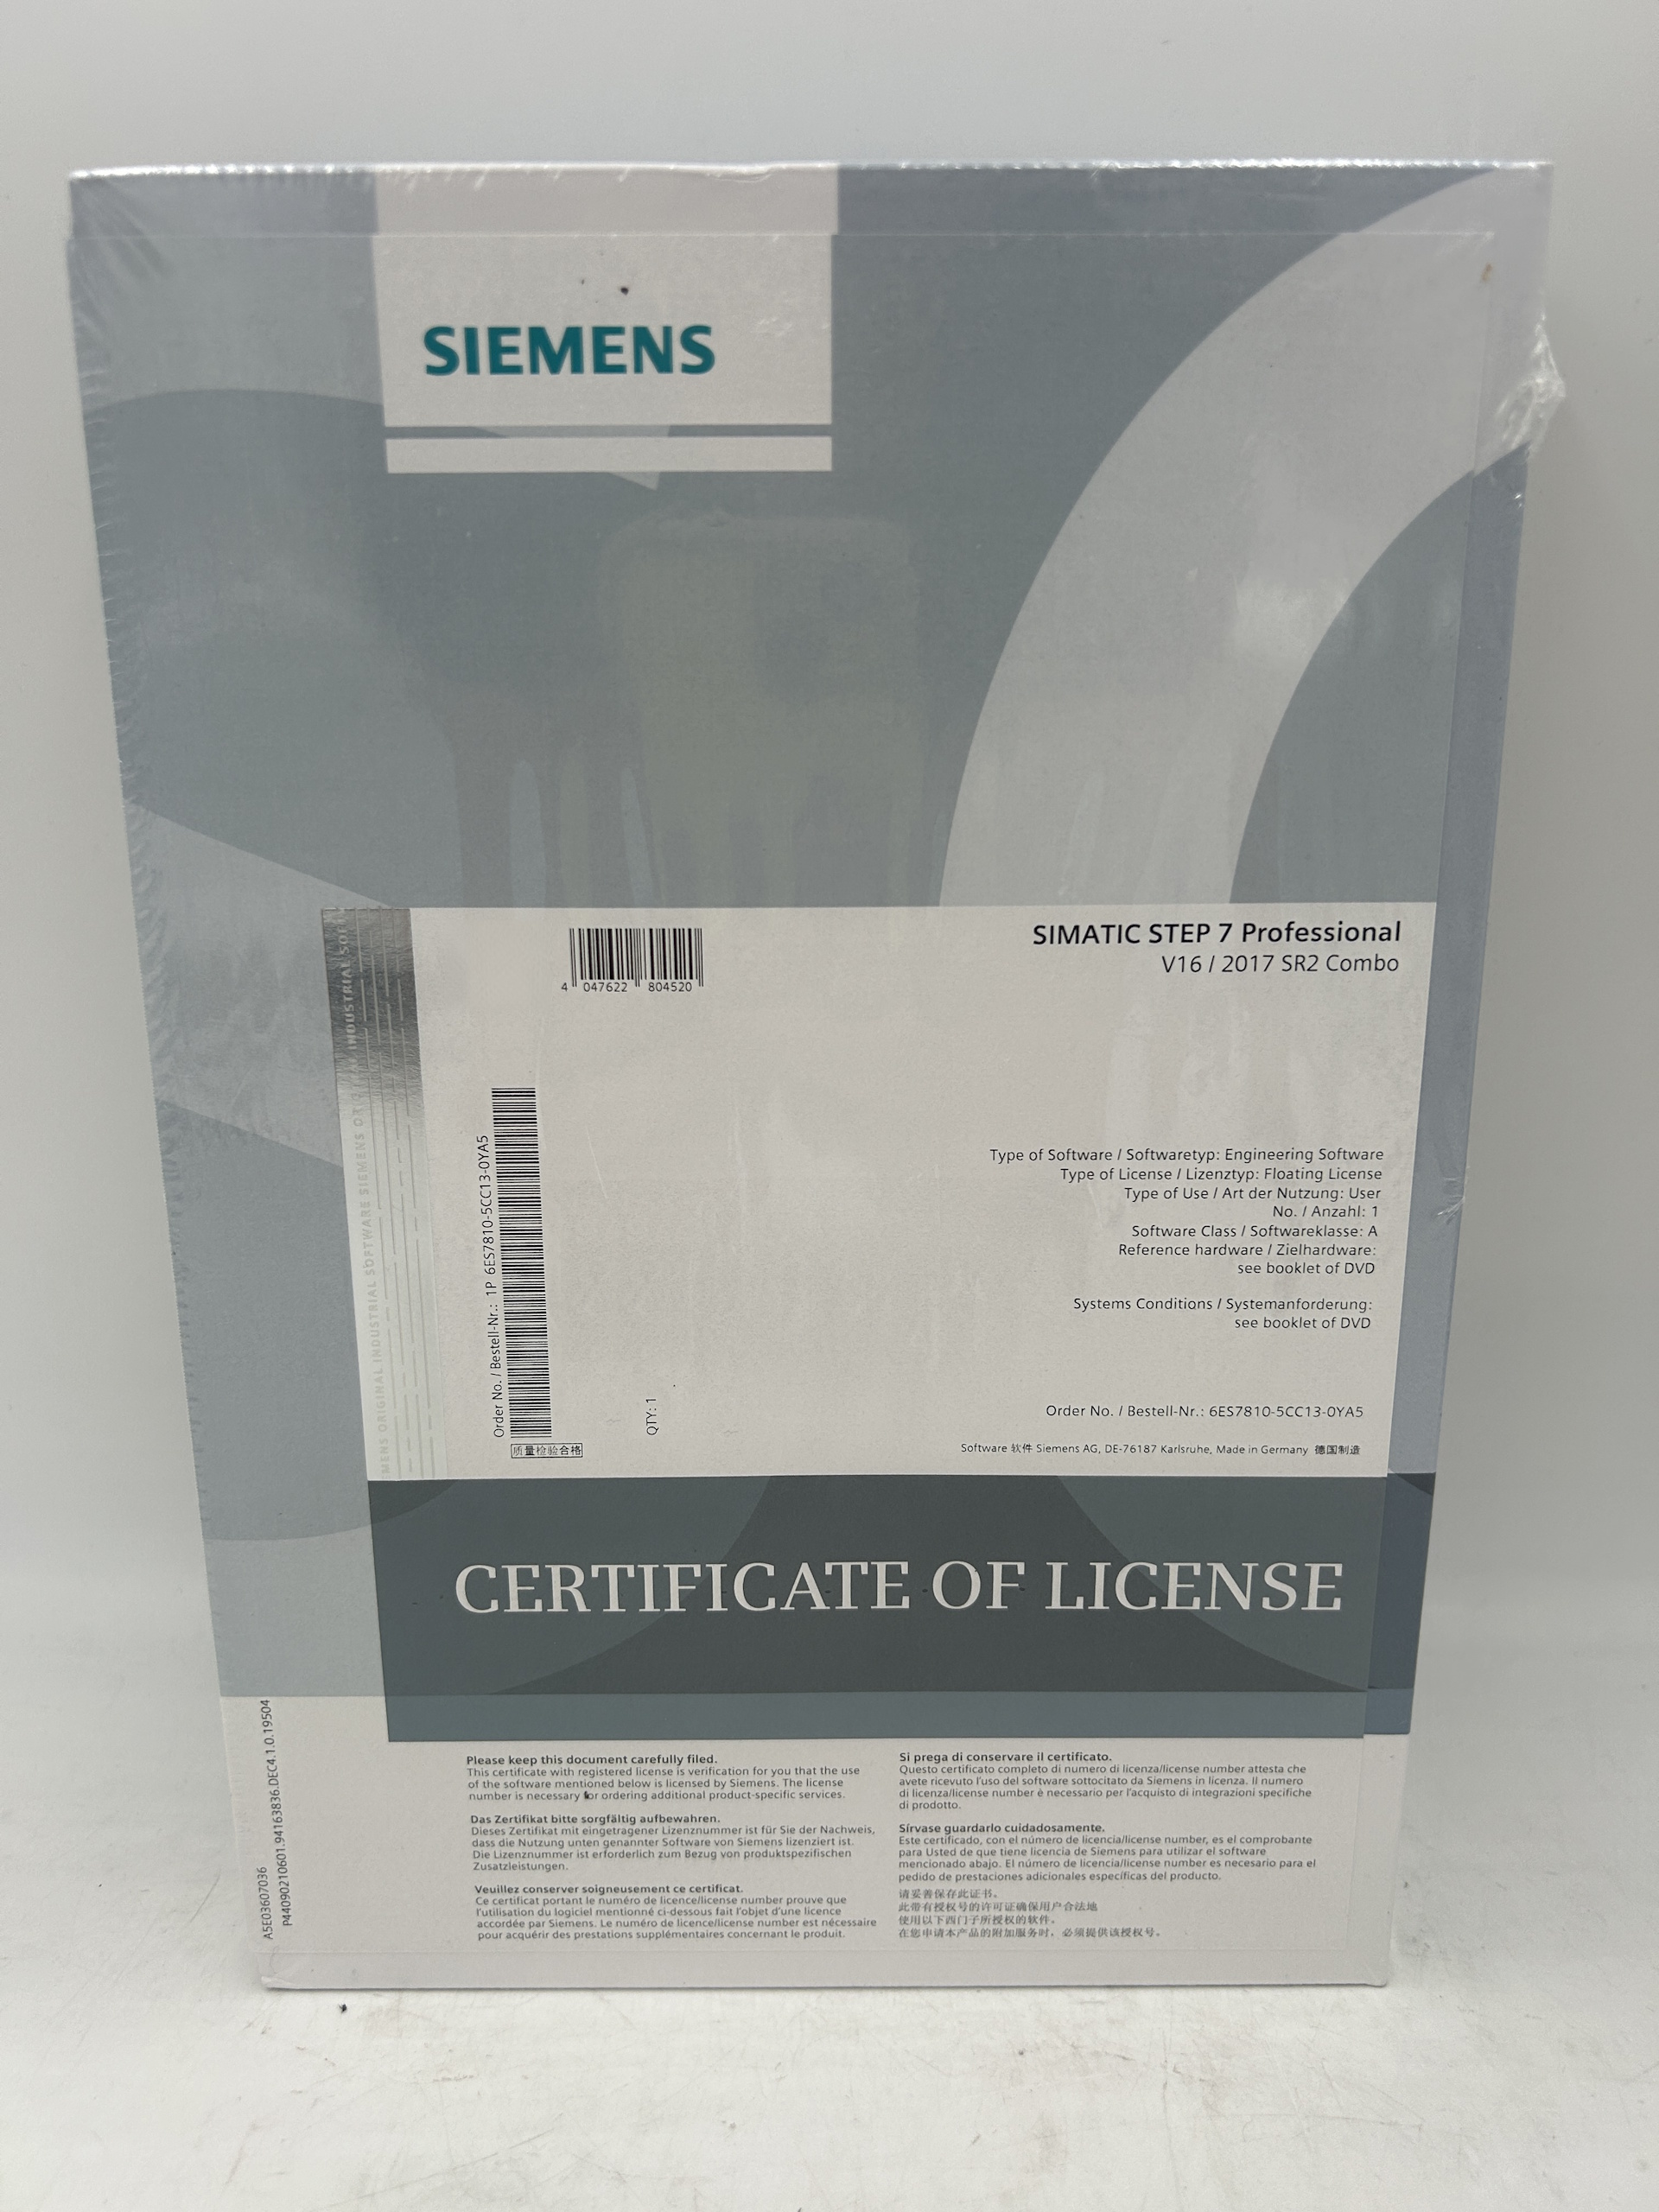 SIEMENS
SIMATIC STEP 7 Professional
V16 / 2017 SR2 Combo
4 047622 804520
Order No. / Bestell-Nr.: 1P 6ES7810-5CC13-0YA5
质量检验合格
QTY: 1
Type of Software / Softwaretyp: Engineering Software
Type of License / Lizenztyp: Floating License
Type of Use / Art der Nutzung: User
No. / Anzahl: 1
Software Class / Softwareklasse: A
Reference hardware / Zielhardware:
see booklet of DVD
Systems Conditions / Systemanforderung:
see booklet of DVD
Order No. / Bestell-Nr.: 6ES7810-5CC13-0YA5
Software 软件 Siemens AG, DE-76187 Karlsruhe, Made in Germany 德国制造
ORIGINAL INDUSTRIAL SOFTWARE SIEMENS
INDUSTRIAL
CERTIFICATE OF LICENSE
A5E03607036
P44090210601.94163836.DEC4.1.0.19504
Please keep this document carefully filed.
This certificate with registered license is verification for you that the use
of the software mentioned below is licensed by Siemens. The license
number is necessary for ordering additional product-specific services.
Das Zertifikat bitte sorgfältig aufbewahren.
Dieses Zertifikat mit eingetragener Lizenznummer ist für Sie der Nachweis,
dass die Nutzung unten genannter Software von Siemens lizenziert ist.
Die Lizenznummer ist erforderlich zum Bezug von produktspezifischen
Zusatzleistungen.
Veuillez conserver soigneusement ce certificat.
Ce certificat portant le numéro de licence/license number prouve que
l'utilisation du logiciel mentionné ci-dessous fait l'objet d'une licence
accordée par Siemens. Le numéro de licence/license number est nécessaire
pour acquérir des prestations supplémentaires concernant le produit.
Si prega di conservare il certificato.
Questo certificato completo di numero di licenza/license number attesta che
avete ricevuto l'uso del software sottocitato da Siemens in licenza. Il numero
di licenza/license number è necessario per l'acquisto di integrazioni specifiche
di prodotto.
Sírvase guardarlo cuidadosamente.
Este certificado, con el número de licencia/license number, es el comprobante
para Usted de que tiene licencia de Siemens para utilizar el software
mencionado abajo. El número de licencia/license number es necesario para el
pedido de prestaciones adicionales específicas del producto.
请妥善保存此证书。
此带有授权号的许可证确保用户合法地
使用以下西门子所授权的软件。
在您申请本产品的附加服务时，必须提供该授权号。